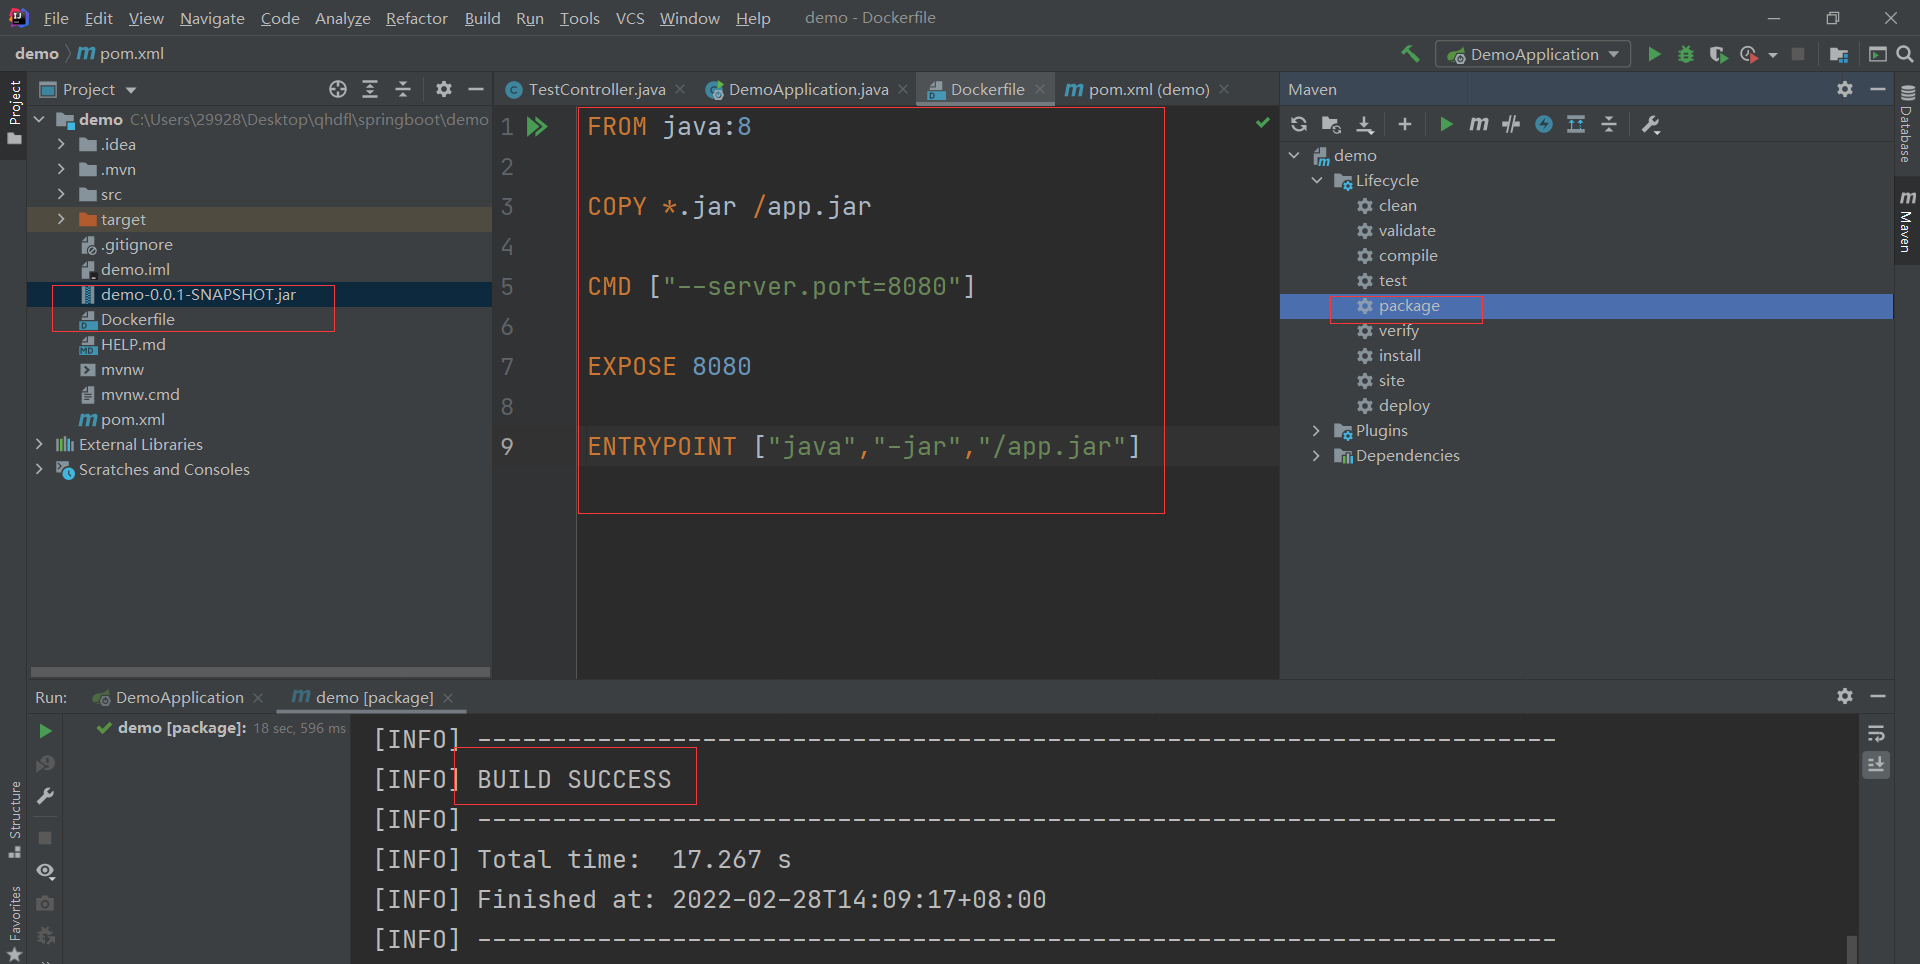 File Edit View Navigate Code Analyze Refactor Build Run Tools VCS Window Help demo - Dockerfile
demo pom.xml
DemoApplication
Project
Project
TestController.java
DemoApplication.java
Dockerfile
pom.xml (demo)
Maven
demo C:\Users\29928\Desktop\qhdfl\springboot\demo
.idea
.mvn
src
target
.gitignore
demo.iml
demo-0.0.1-SNAPSHOT.jar
Dockerfile
HELP.md
mvnw
mvnw.cmd
pom.xml
External Libraries
Scratches and Consoles
1 FROM java:8
2
3 COPY *.jar /app.jar
4
5 CMD ["--server.port=8080"]
6
7 EXPOSE 8080
8
9 ENTRYPOINT ["java","-jar","/app.jar"]
demo
Lifecycle
clean
validate
compile
test
package
verify
install
site
deploy
Plugins
Dependencies
Database
Maven
Run: DemoApplication demo [package]
demo [package]: 18 sec, 596 ms
[INFO] ------------------------------------------------------------------------
[INFO] BUILD SUCCESS
[INFO] ------------------------------------------------------------------------
[INFO] Total time:  17.267 s
[INFO] Finished at: 2022-02-28T14:09:17+08:00
[INFO] ------------------------------------------------------------------------
Structure
Favorites